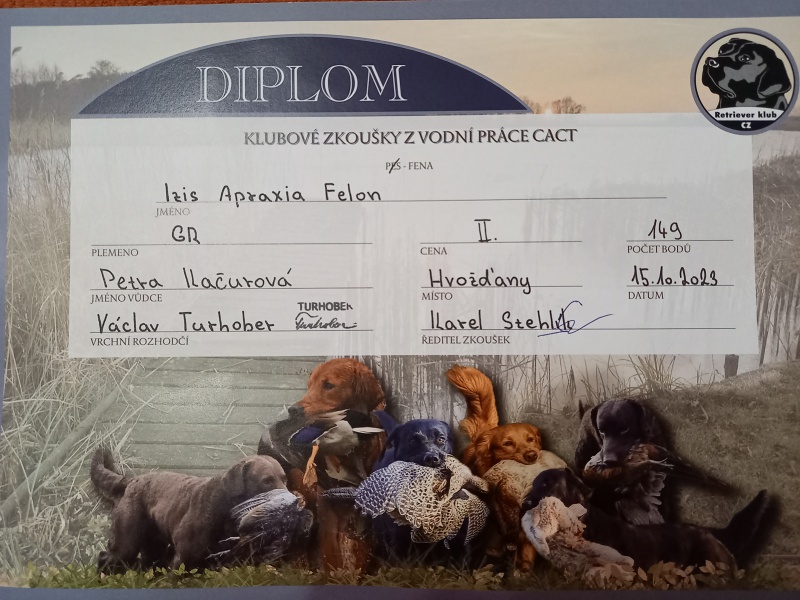 DIPLOM
Retriever klub
CZ
KLUBOVÉ ZKOUŠKY Z VODNÍ PRÁCE CACT
PES - FENA
Izis Apraxia Felon
JMÉNO
GR II. 149
PLEMENO CENA POČET BODŮ
Petra Kačurová Hvožďany 15.10.2023
JMÉNO VŮDCE MÍSTO DATUM
TURHOBER
Václav Turhober Turhober Karel Stehlík
VRCHNÍ ROZHODČÍ ŘEDITEL ZKOUŠEK